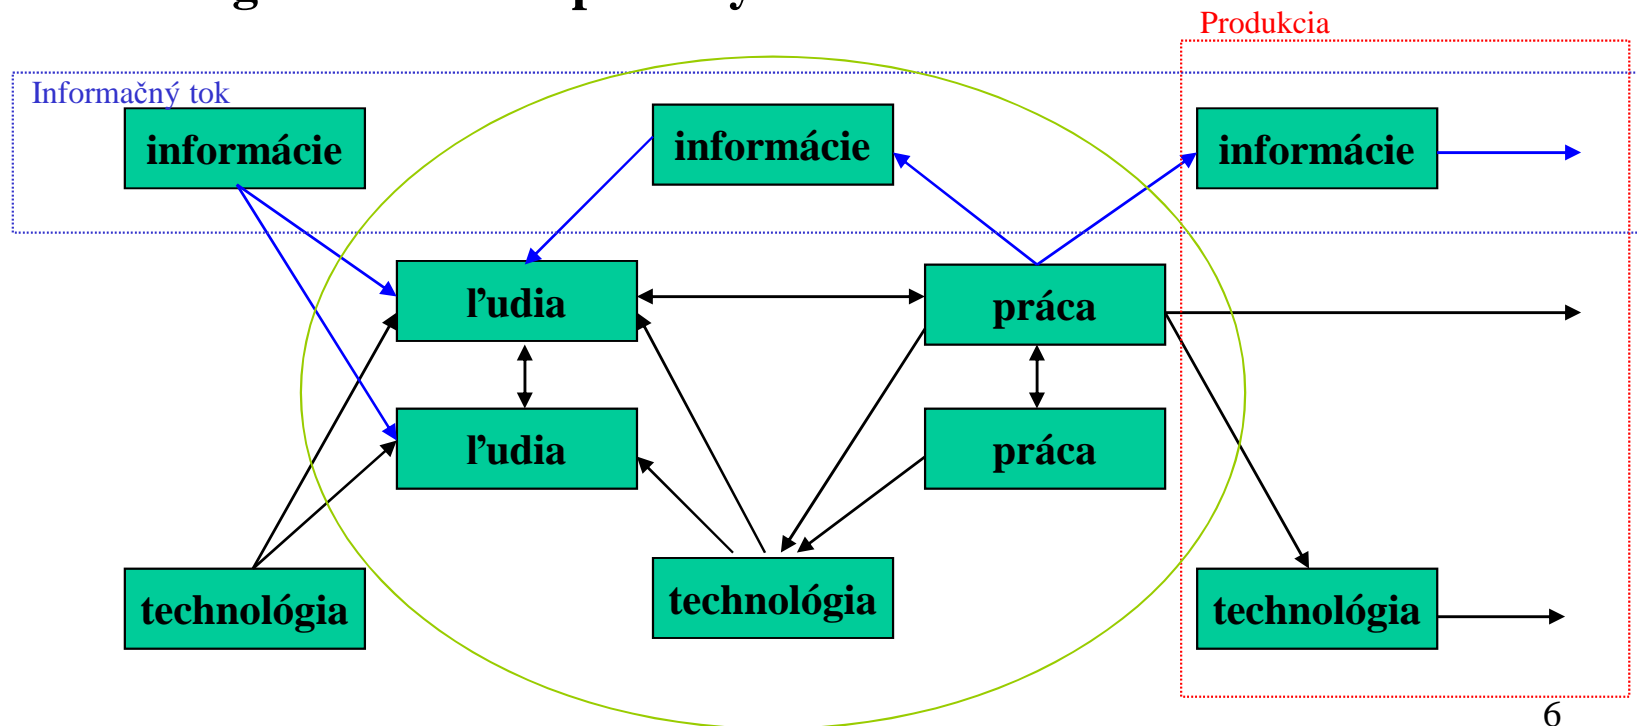 Produkcia
Informačný tok
informácie
informácie
informácie
ľudia
práca
ľudia
práca
technológia
technológia
technológia
6